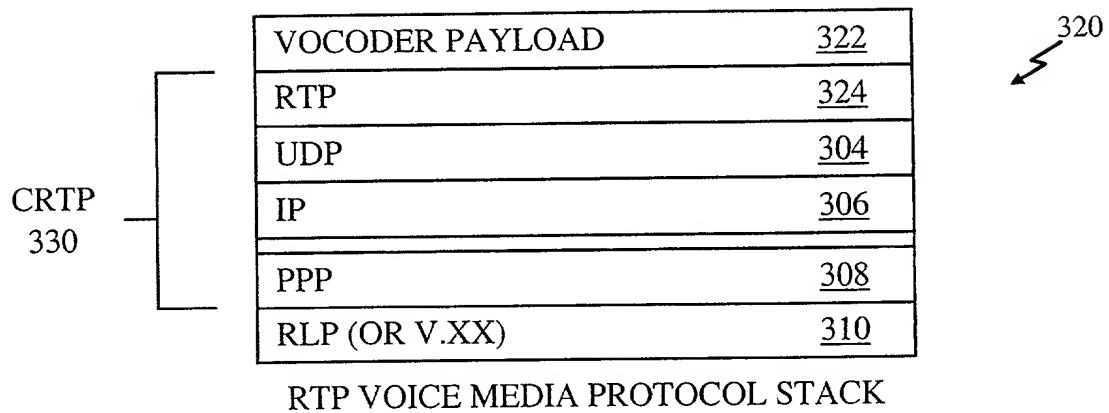 VOCODER PAYLOAD 322
320
RTP 324
UDP 304
CRTP
330
IP 306
PPP 308
RLP (OR V.XX) 310
RTP VOICE MEDIA PROTOCOL STACK